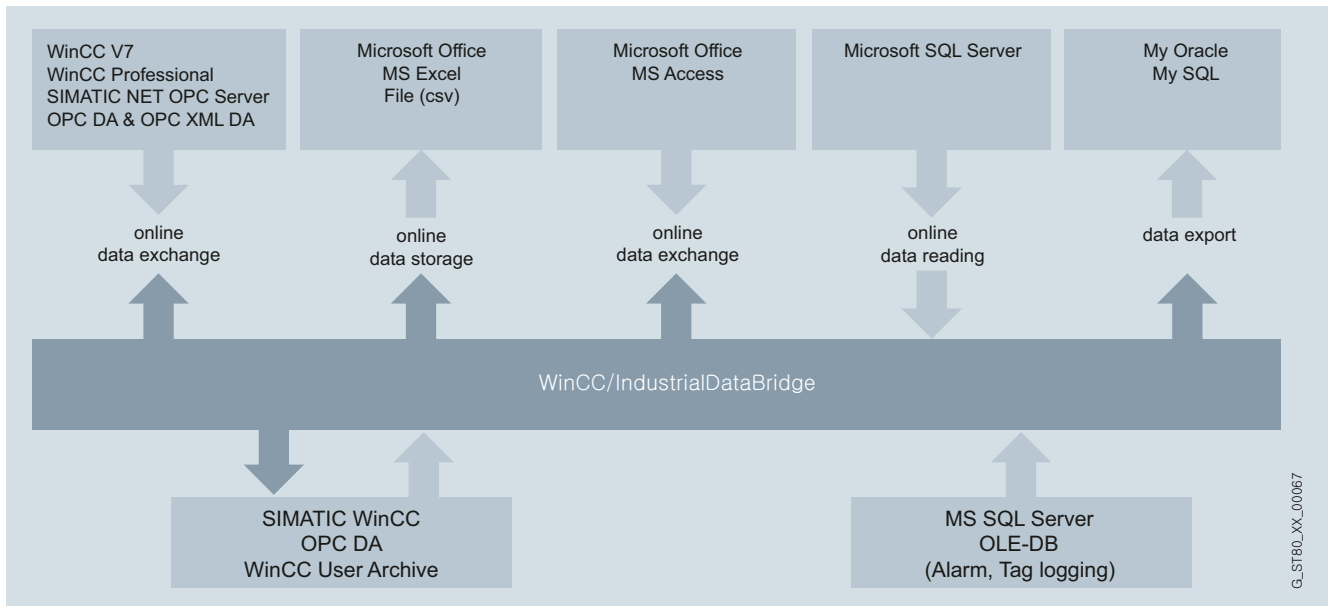 WinCC V7
WinCC Professional
SIMATIC NET OPC Server
OPC DA & OPC XML DA
Microsoft Office
MS Excel
File (csv)
Microsoft Office
MS Access
Microsoft SQL Server
My Oracle
My SQL
online
data exchange
online
data storage
online
data exchange
online
data reading
data export
WinCC/IndustrialDataBridge
SIMATIC WinCC
OPC DA
WinCC User Archive
MS SQL Server
OLE-DB
(Alarm, Tag logging)
G_ST80_XX_00067